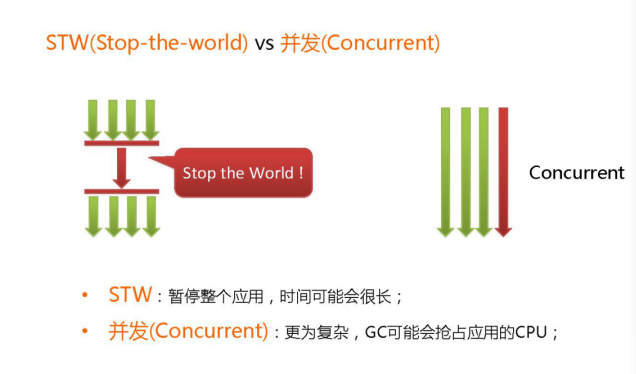 STW(Stop-the-world) vs 并发(Concurrent)
Stop the World！
Concurrent
• STW：暂停整个应用，时间可能会很长；
• 并发(Concurrent)：更为复杂，GC可能会抢占应用的CPU；